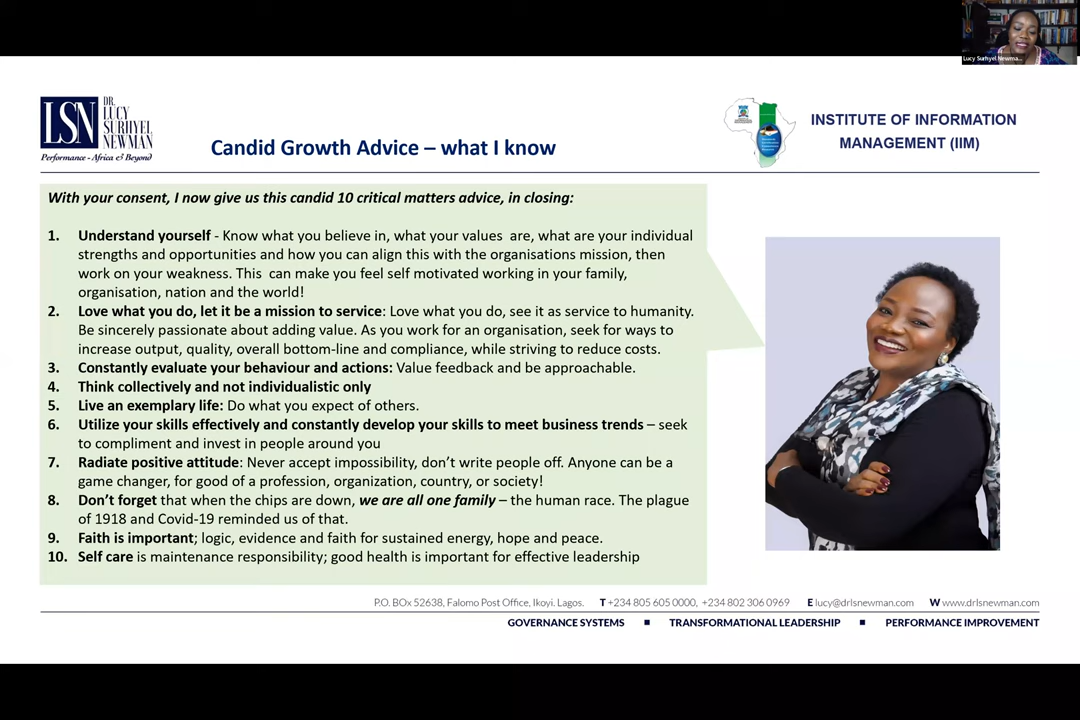 Lucy Surhyel Newma...
LSN
DR.
LUCY
SURHYEL
NEWMAN
Performance - Africa & Beyond
Candid Growth Advice – what I know
INSTITUTE OF INFORMATION
MANAGEMENT (IIM)
With your consent, I now give us this candid 10 critical matters advice, in closing:
1. Understand yourself - Know what you believe in, what your values are, what are your individual
strengths and opportunities and how you can align this with the organisations mission, then
work on your weakness. This can make you feel self motivated working in your family,
organisation, nation and the world!
2. Love what you do, let it be a mission to service: Love what you do, see it as service to humanity.
Be sincerely passionate about adding value. As you work for an organisation, seek for ways to
increase output, quality, overall bottom-line and compliance, while striving to reduce costs.
3. Constantly evaluate your behaviour and actions: Value feedback and be approachable.
4. Think collectively and not individualistic only
5. Live an exemplary life: Do what you expect of others.
6. Utilize your skills effectively and constantly develop your skills to meet business trends – seek
to compliment and invest in people around you
7. Radiate positive attitude: Never accept impossibility, don't write people off. Anyone can be a
game changer, for good of a profession, organization, country, or society!
8. Don't forget that when the chips are down, we are all one family – the human race. The plague
of 1918 and Covid-19 reminded us of that.
9. Faith is important; logic, evidence and faith for sustained energy, hope and peace.
10. Self care is maintenance responsibility; good health is important for effective leadership
P.O. BOx 52638, Falomo Post Office, Ikoyi. Lagos. T +234 805 605 0000, +234 802 306 0969 E lucy@drlsnewman.com W www.drlsnewman.com
GOVERNANCE SYSTEMS ■ TRANSFORMATIONAL LEADERSHIP ■ PERFORMANCE IMPROVEMENT